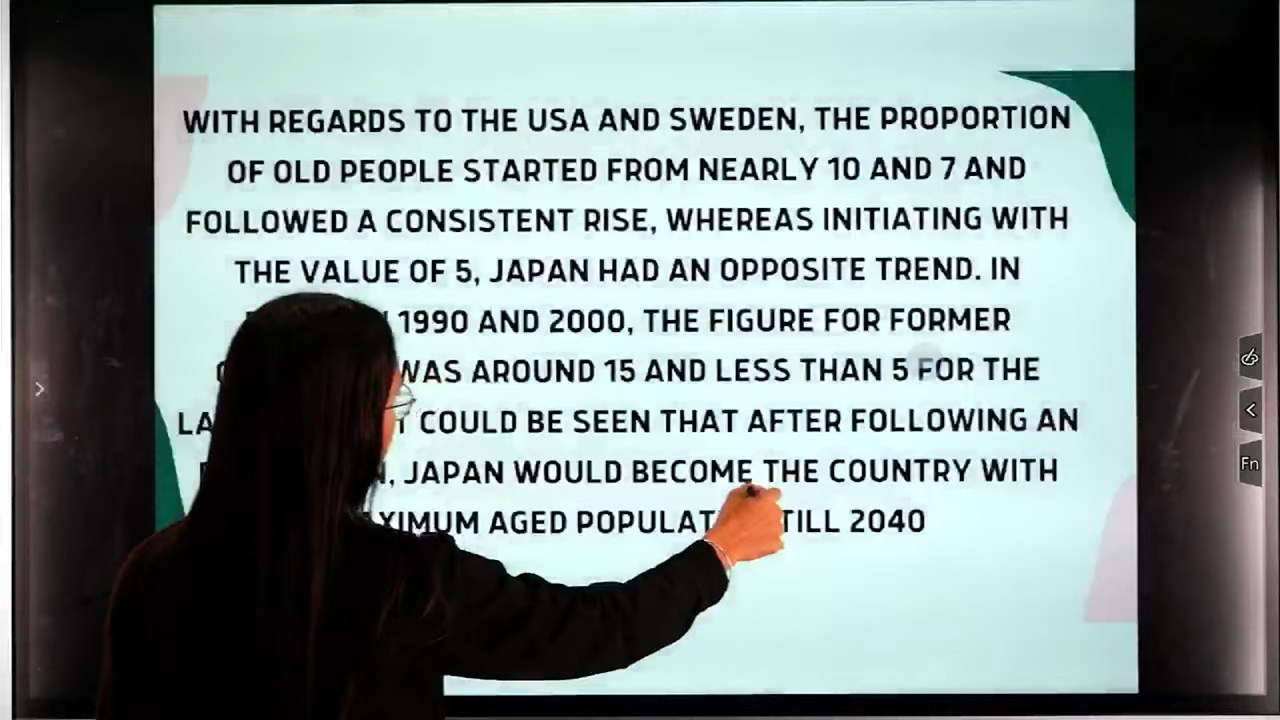 WITH REGARDS TO THE USA AND SWEDEN, THE PROPORTION
OF OLD PEOPLE STARTED FROM NEARLY 10 AND 7 AND
FOLLOWED A CONSISTENT RISE, WHEREAS INITIATING WITH
THE VALUE OF 5, JAPAN HAD AN OPPOSITE TREND. IN
1990 AND 2000, THE FIGURE FOR FORMER
WAS AROUND 15 AND LESS THAN 5 FOR THE
COULD BE SEEN THAT AFTER FOLLOWING AN
JAPAN WOULD BECOME THE COUNTRY WITH
AGED TILL 2040
Fn